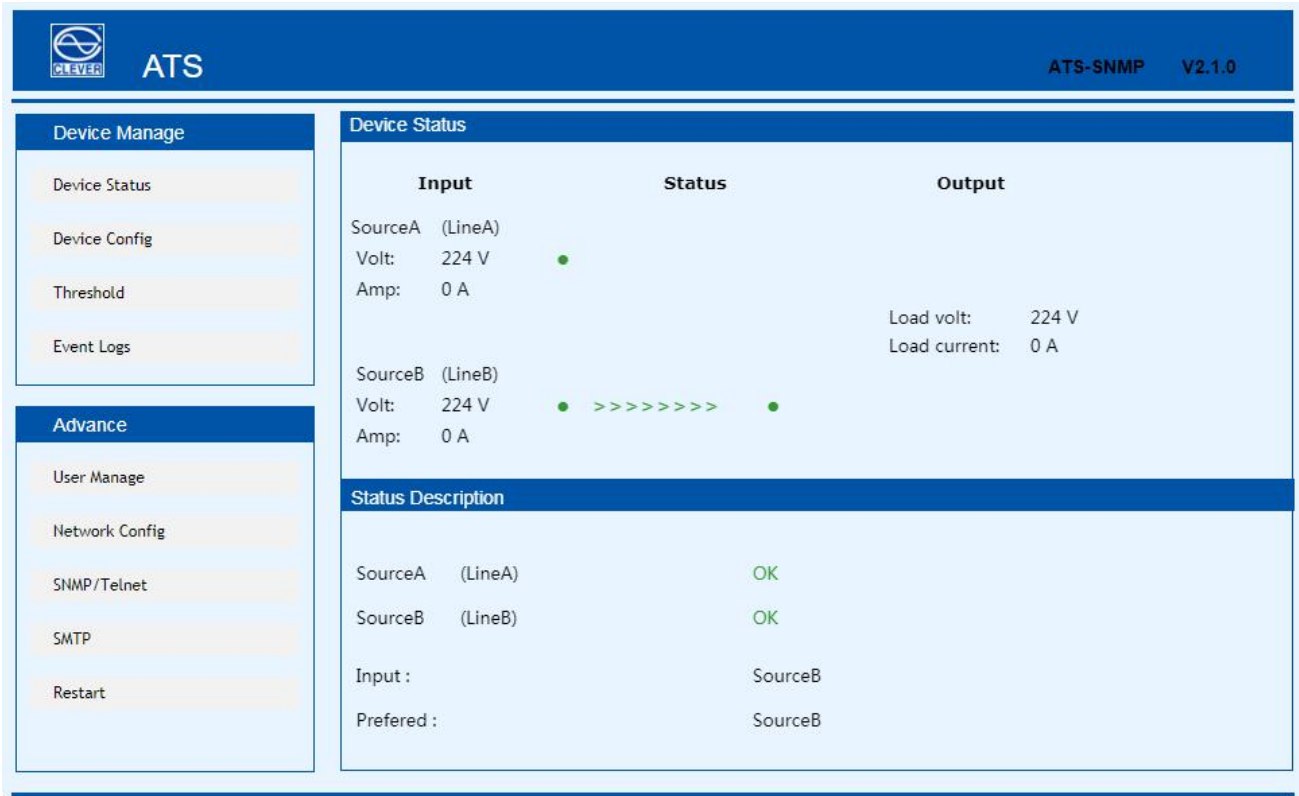 CLEVER
ATS
ATS-SNMP V2.1.0
Device Manage
Device Status
Device Config
Threshold
Event Logs
Advance
User Manage
Network Config
SNMP/Telnet
SMTP
Restart
Device Status
Input Status Output
SourceA (LineA)
Volt: 224 V
Amp: 0 A
Load volt: 224 V
Load current: 0 A
SourceB (LineB)
Volt: 224 V ● >>>>>>>> ●
Amp: 0 A
Status Description
SourceA (LineA) OK
SourceB (LineB) OK
Input : SourceB
Prefered : SourceB